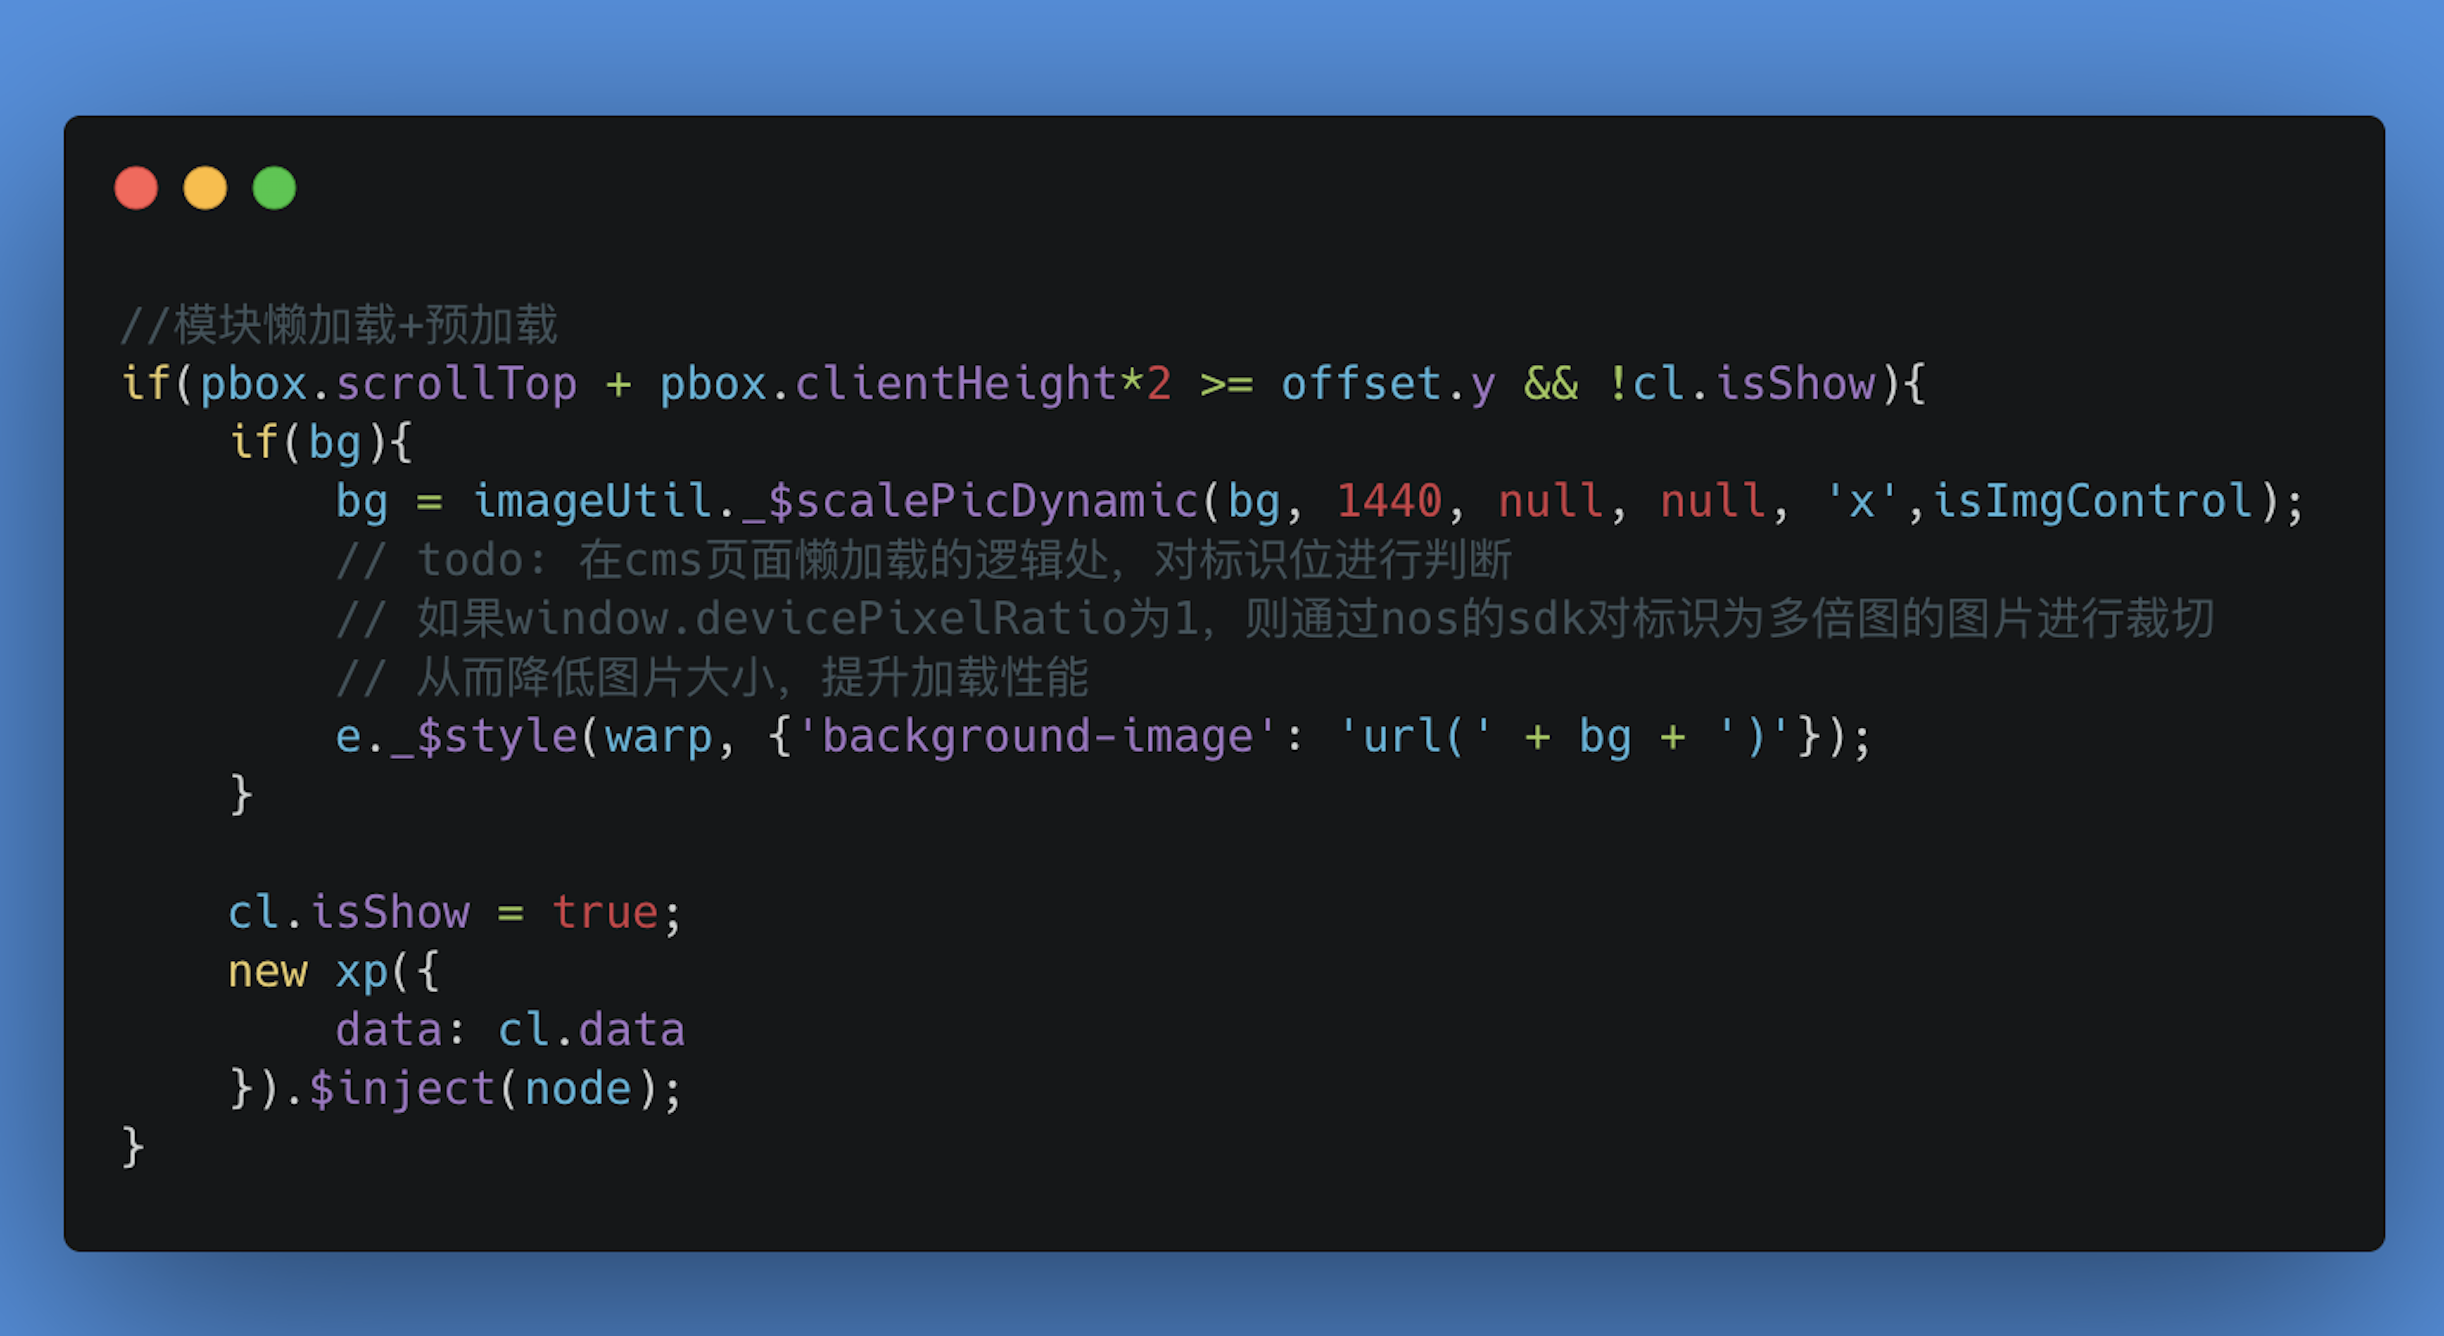 //模块懒加载+预加载
if(pbox.scrollTop + pbox.clientHeight*2 >= offset.y && !cl.isShow){
    if(bg){
        bg = imageUtil._$scalePicDynamic(bg, 1440, null, null, 'x',isImgControl);
        // todo: 在cms页面懒加载的逻辑处，对标识位进行判断
        // 如果window.devicePixelRatio为1，则通过nos的sdk对标识为多倍图的图片进行裁切
        // 从而降低图片大小，提升加载性能
        e._$style(warp, {'background-image': 'url(' + bg + ')'});
    }
    cl.isShow = true;
    new xp({
        data: cl.data
    }).$inject(node);
}